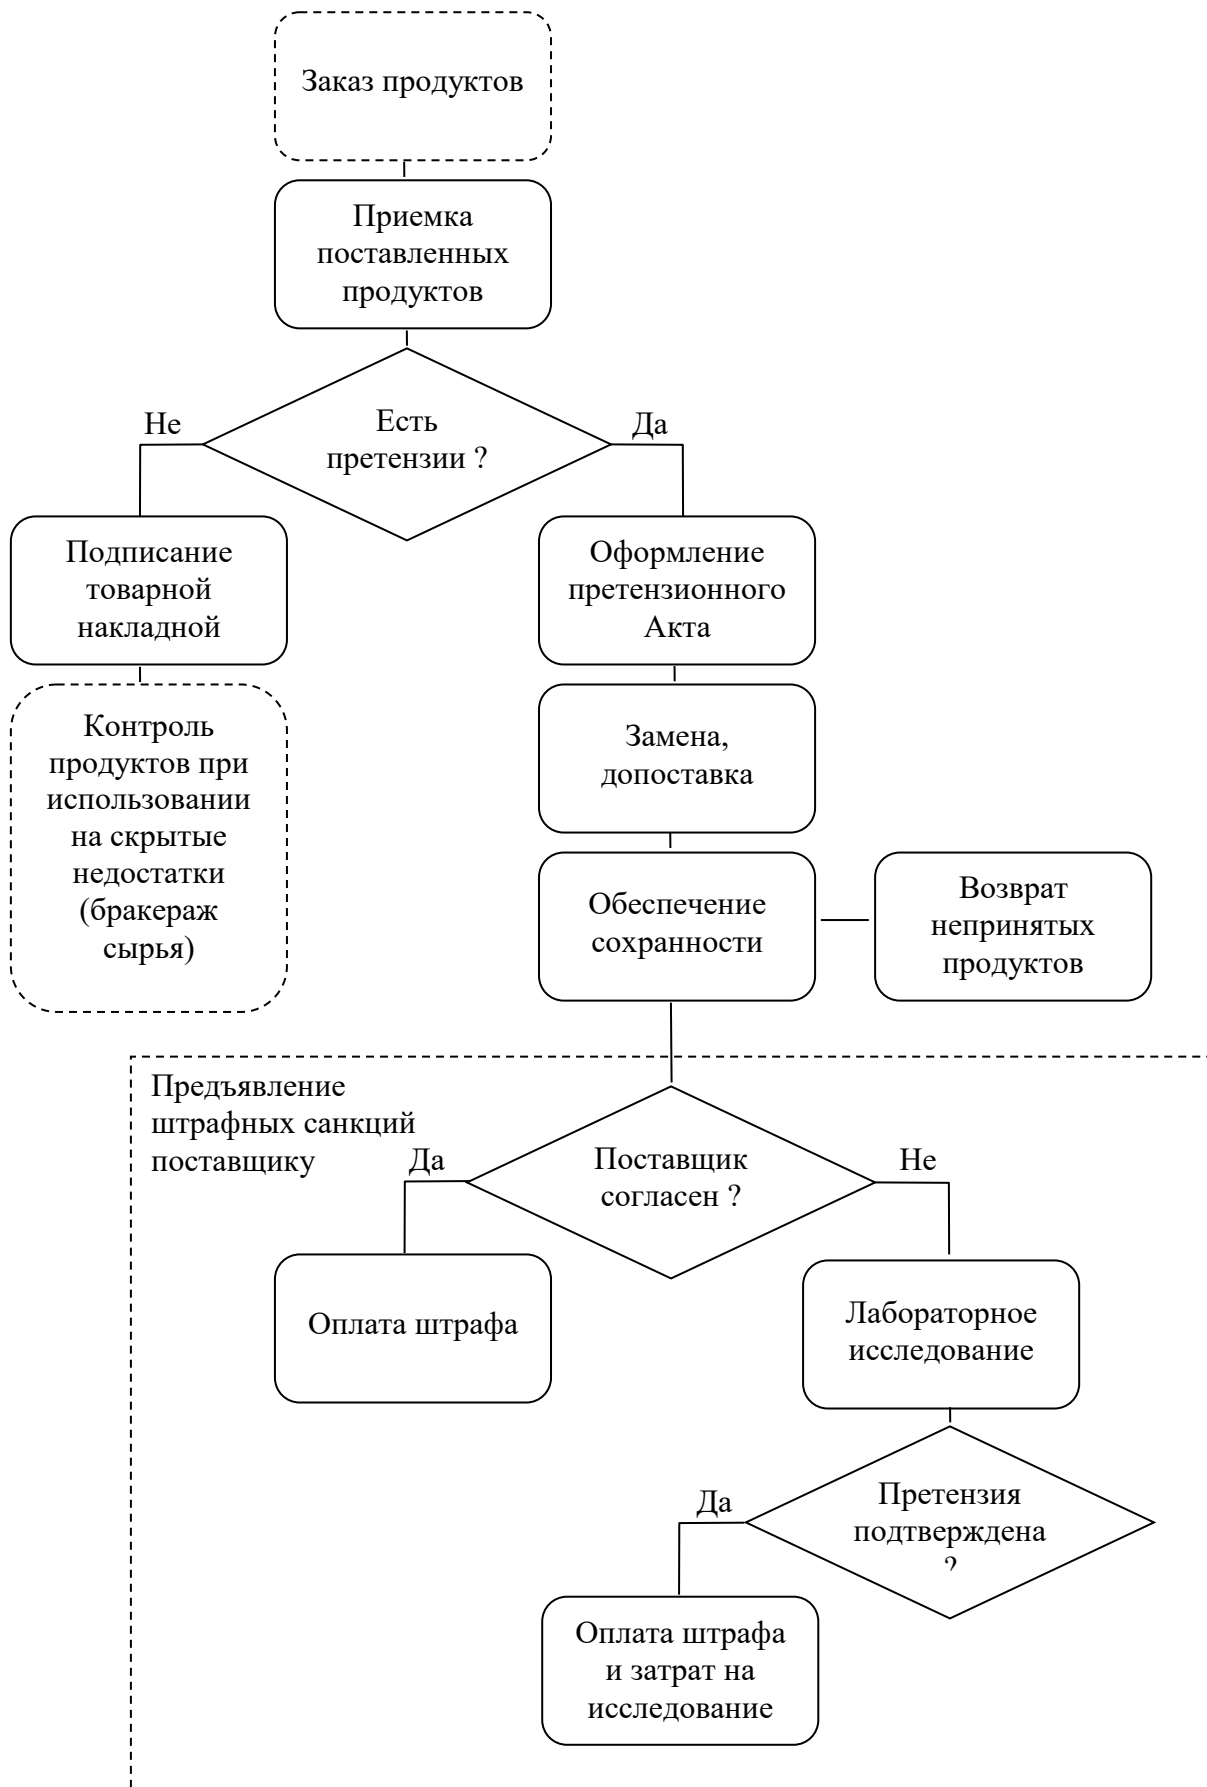 Заказ продуктов
Приемка
поставленных
продуктов
Есть
претензии ?
Не
Да
Подписание
товарной
накладной
Оформление
претензионного
Акта
Контроль
продуктов при
использовании
на скрытые
недостатки
(бракераж
сырья)
Замена,
допоставка
Обеспечение
сохранности
Возврат
непринятых
продуктов
Предъявление
штрафных санкций
поставщику
Поставщик
согласен ?
Да
Не
Оплата штрафа
Лабораторное
исследование
Претензия
подтверждена
?
Да
Оплата штрафа
и затрат на
исследование